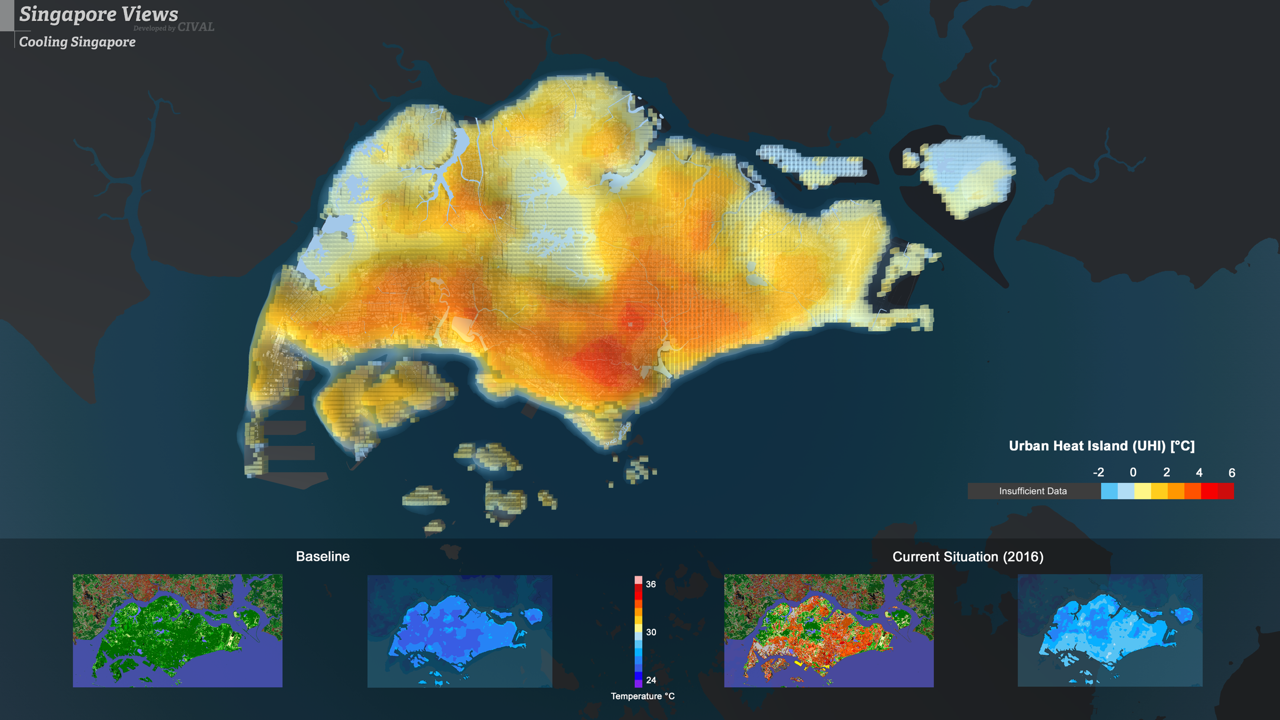 Singapore Views
Developed by CIVAL
Cooling Singapore
Urban Heat Island (UHI) [°C]
-2 0 2 4 6
Insufficient Data
Baseline
Current Situation (2016)
36
30
24
Temperature °C